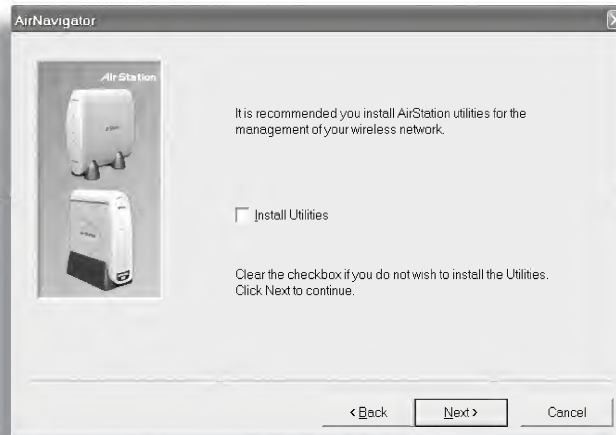 AirNavigator
AirStation
It is recommended you install AirStation utilities for the
management of your wireless network.
Install Utilities
Clear the checkbox if you do not wish to install the Utilities.
Click Next to continue.
< Back
Next >
Cancel